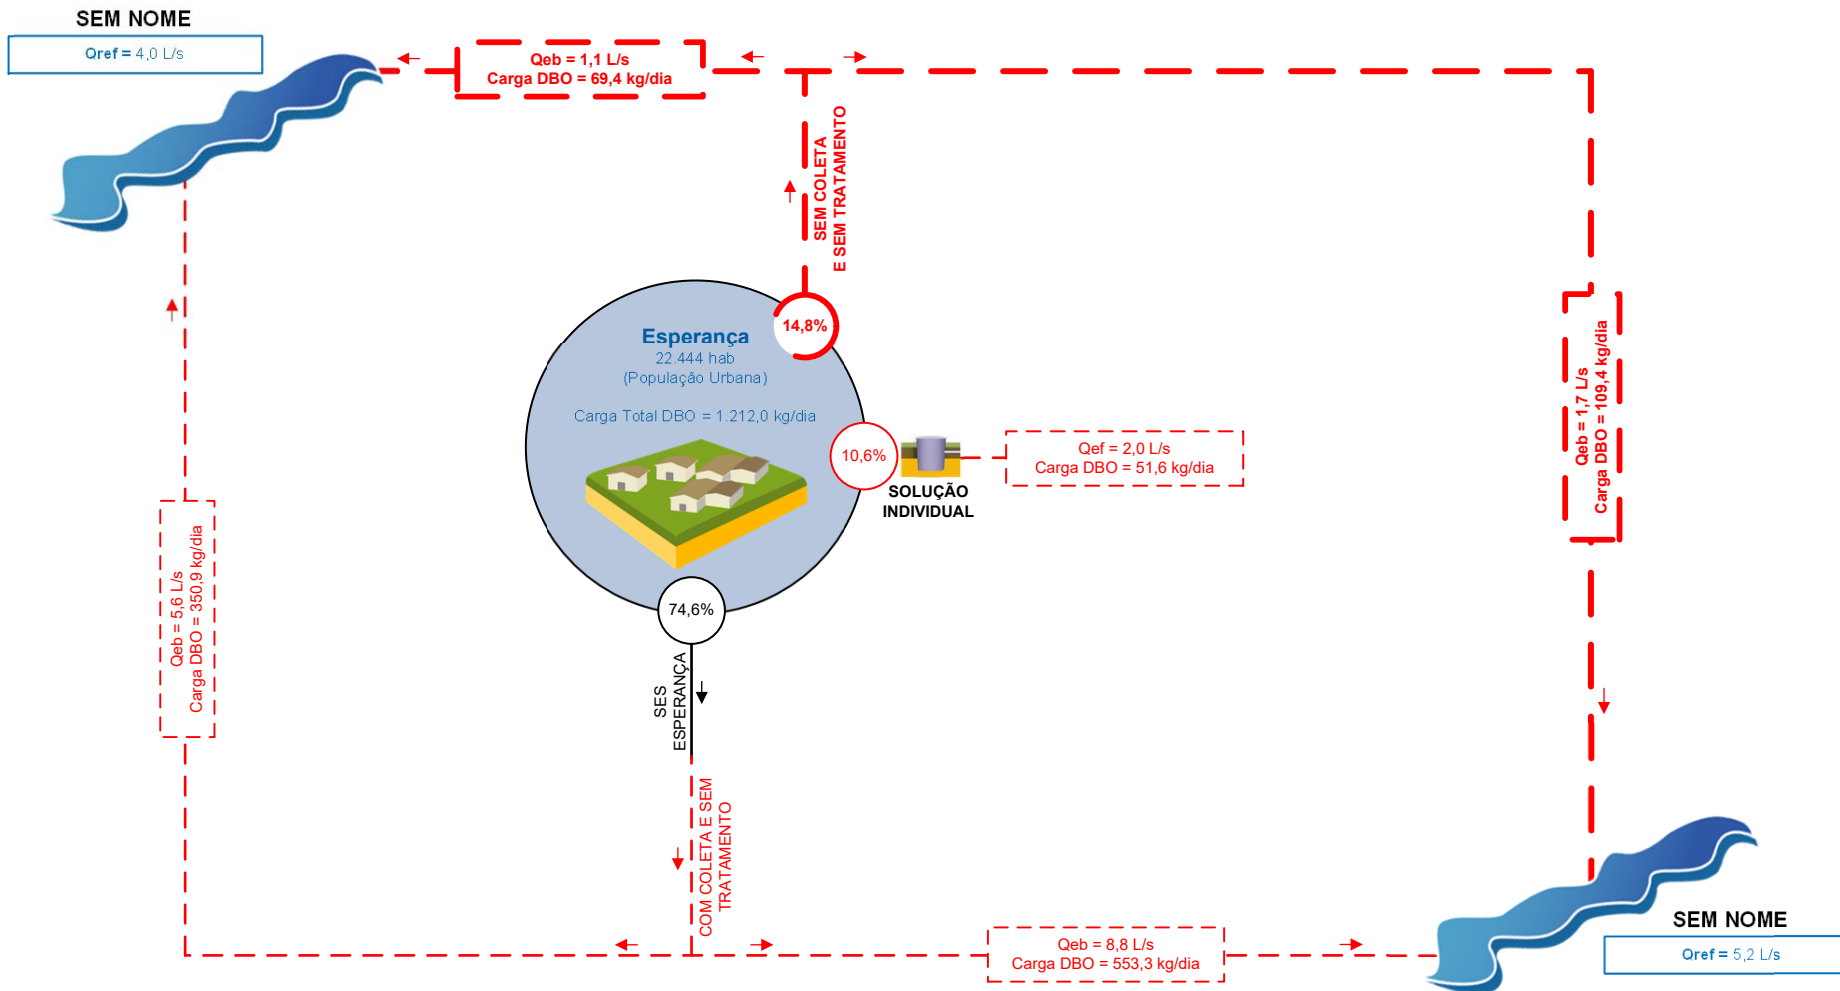 SEM NOME
Qref = 4,0 L/s
Qeb = 1,1 L/s
Carga DBO = 69,4 kg/dia
SEM COLETA
E SEM TRATAMENTO
14,8%
Esperança
22.444 hab
(População Urbana)
Carga Total DBO = 1.212,0 kg/dia
10,6%
SOLUÇÃO
INDIVIDUAL
Qef = 2,0 L/s
Carga DBO = 51,6 kg/dia
Qeb = 1,7 L/s
Carga DBO = 109,4 kg/dia
Qeb = 5,6 L/s
Carga DBO = 350,9 kg/dia
74,6%
SES
ESPERANÇA
COM COLETA E SEM
TRATAMENTO
Qeb = 8,8 L/s
Carga DBO = 553,3 kg/dia
SEM NOME
Qref = 5,2 L/s